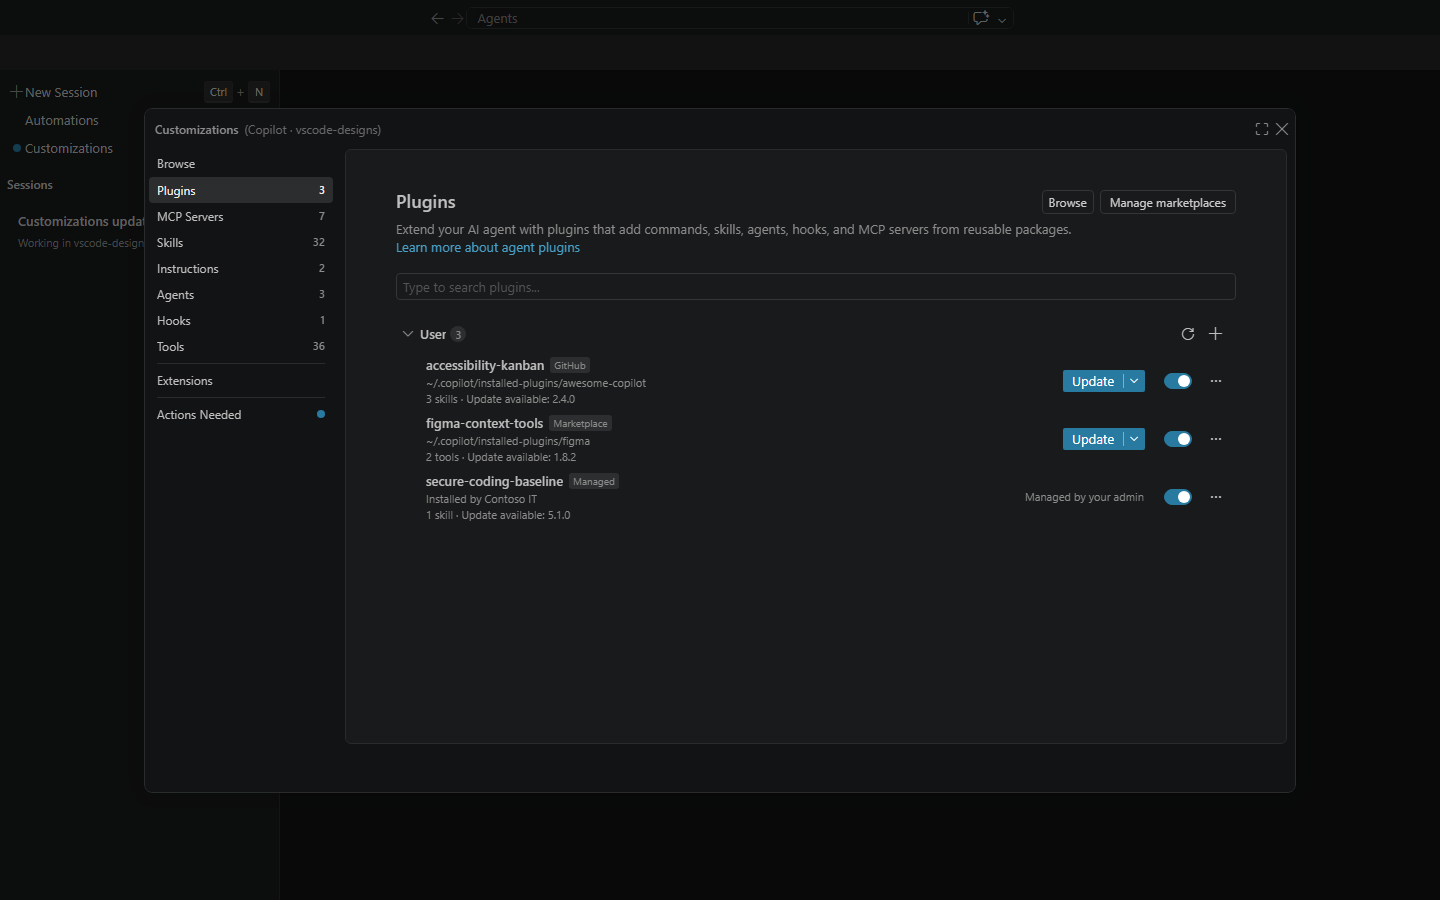 Agents
New Session
Ctrl + N
Automations
Customizations
Sessions
Customizations updat
Working in vscode-design
Customizations (Copilot · vscode-designs)
Browse
Plugins 3
MCP Servers 7
Skills 32
Instructions 2
Agents 3
Hooks 1
Tools 36
Extensions
Actions Needed
Plugins
Browse
Manage marketplaces
Extend your AI agent with plugins that add commands, skills, agents, hooks, and MCP servers from reusable packages.
Learn more about agent plugins
Type to search plugins...
User 3
accessibility-kanban GitHub
~/.copilot/installed-plugins/awesome-copilot
3 skills · Update available: 2.4.0
Update
figma-context-tools Marketplace
~/.copilot/installed-plugins/figma
2 tools · Update available: 1.8.2
Update
secure-coding-baseline Managed
Installed by Contoso IT
1 skill · Update available: 5.1.0
Managed by your admin